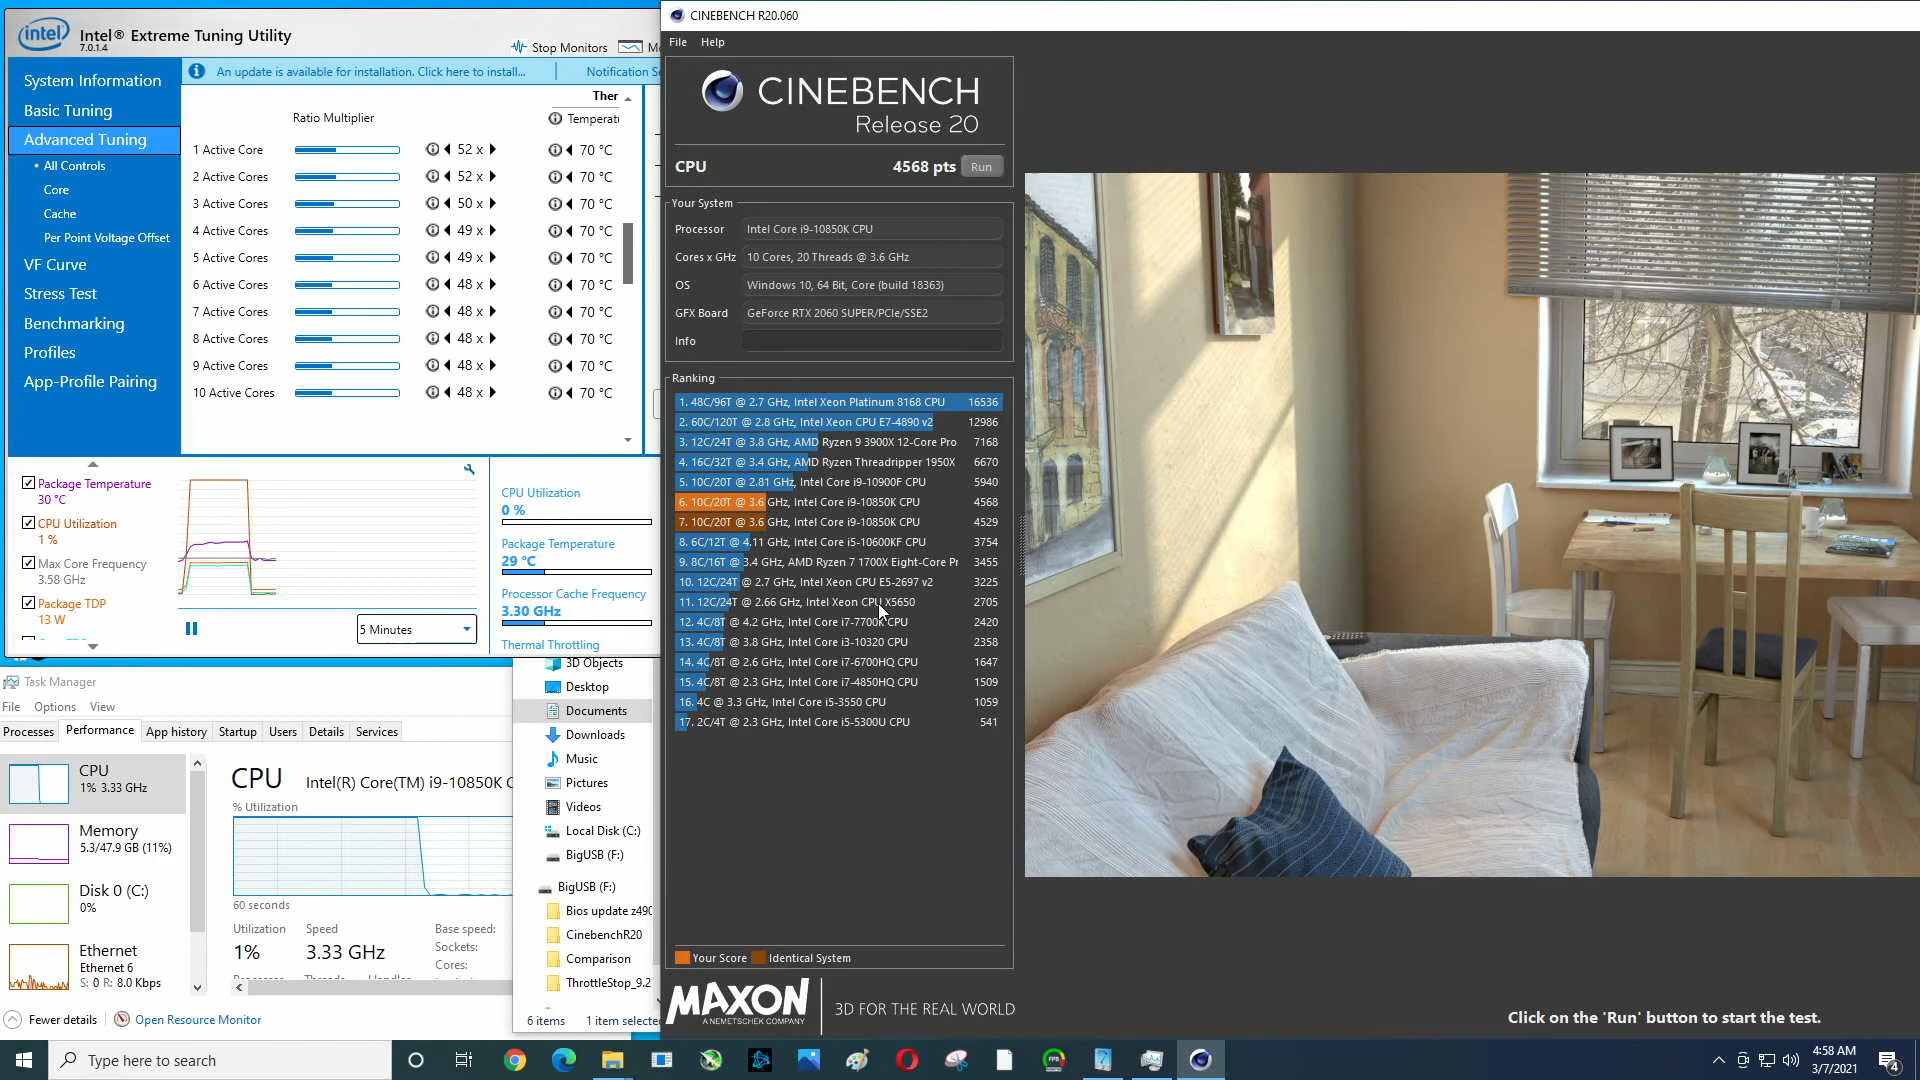 intel
Intel® Extreme Tuning Utility
7.0.1.4
Stop Monitors
An update is available for installation. Click here to install...
System Information
Basic Tuning
Advanced Tuning
• All Controls
Core
Cache
Per Point Voltage Offset
VF Curve
Stress Test
Benchmarking
Profiles
App-Profile Pairing
Ther
Ratio Multiplier
Temperati
1 Active Core 52 x 70 °C
2 Active Cores 52 x 70 °C
3 Active Cores 50 x 70 °C
4 Active Cores 49 x 70 °C
5 Active Cores 49 x 70 °C
6 Active Cores 48 x 70 °C
7 Active Cores 48 x 70 °C
8 Active Cores 48 x 70 °C
9 Active Cores 48 x 70 °C
10 Active Cores 48 x 70 °C
Package Temperature
30 °C
CPU Utilization
1 %
Max Core Frequency
3.58 GHz
Package TDP
13 W
5 Minutes
CPU Utilization
0 %
Package Temperature
29 °C
Processor Cache Frequency
3.30 GHz
Thermal Throttling
Task Manager
File Options View
Processes Performance App history Startup Users Details Services
CPU
1% 3.33 GHz
Memory
5.3/47.9 GB (11%)
Disk 0 (C:)
0%
Ethernet
Ethernet 6
S: 0 R: 8.0 Kbps
CPU Intel(R) Core(TM) i9-10850K C
% Utilization
60 seconds
Utilization Speed Base speed:
1% 3.33 GHz Sockets:
Cores:
Fewer details Open Resource Monitor
3D Objects
Desktop
Documents
Downloads
Music
Pictures
Videos
Local Disk (C:)
BigUSB (F:)
BigUSB (F:)
Bios update z490
CinebenchR20
Comparison
ThrottleStop_9.2
6 items 1 item selected
CINEBENCH R20.060
File Help
CINEBENCH
Release 20
CPU 4568 pts Run
Your System
Processor Intel Core i9-10850K CPU
Cores x GHz 10 Cores, 20 Threads @ 3.6 GHz
OS Windows 10, 64 Bit, Core (build 18363)
GFX Board GeForce RTX 2060 SUPER/PCIe/SSE2
Info
Ranking
1. 48C/96T @ 2.7 GHz, Intel Xeon Platinum 8168 CPU 16536
2. 60C/120T @ 2.8 GHz, Intel Xeon CPU E7-4890 v2 12986
3. 12C/24T @ 3.8 GHz, AMD Ryzen 9 3900X 12-Core Pro 7168
4. 16C/32T @ 3.4 GHz, AMD Ryzen Threadripper 1950X 6670
5. 10C/20T @ 2.81 GHz, Intel Core i9-10900F CPU 5940
6. 10C/20T @ 3.6 GHz, Intel Core i9-10850K CPU 4568
7. 10C/20T @ 3.6 GHz, Intel Core i9-10850K CPU 4529
8. 6C/12T @ 4.11 GHz, Intel Core i5-10600KF CPU 3754
9. 8C/16T @ 3.4 GHz, AMD Ryzen 7 1700X Eight-Core Pr 3455
10. 12C/24T @ 2.7 GHz, Intel Xeon CPU E5-2697 v2 3225
11. 12C/24T @ 2.66 GHz, Intel Xeon CPU X5650 2705
12. 4C/8T @ 4.2 GHz, Intel Core i7-7700K CPU 2420
13. 4C/8T @ 3.8 GHz, Intel Core i3-10320 CPU 2358
14. 4C/8T @ 2.6 GHz, Intel Core i7-6700HQ CPU 1647
15. 4C/8T @ 2.3 GHz, Intel Core i7-4850HQ CPU 1509
16. 4C @ 3.3 GHz, Intel Core i5-3550 CPU 1059
17. 2C/4T @ 2.3 GHz, Intel Core i5-5300U CPU 541
Your Score Identical System
MAXON
A NEMETSCHEK COMPANY
3D FOR THE REAL WORLD
Click on the 'Run' button to start the test.
Type here to search
4:58 AM
3/7/2021
4